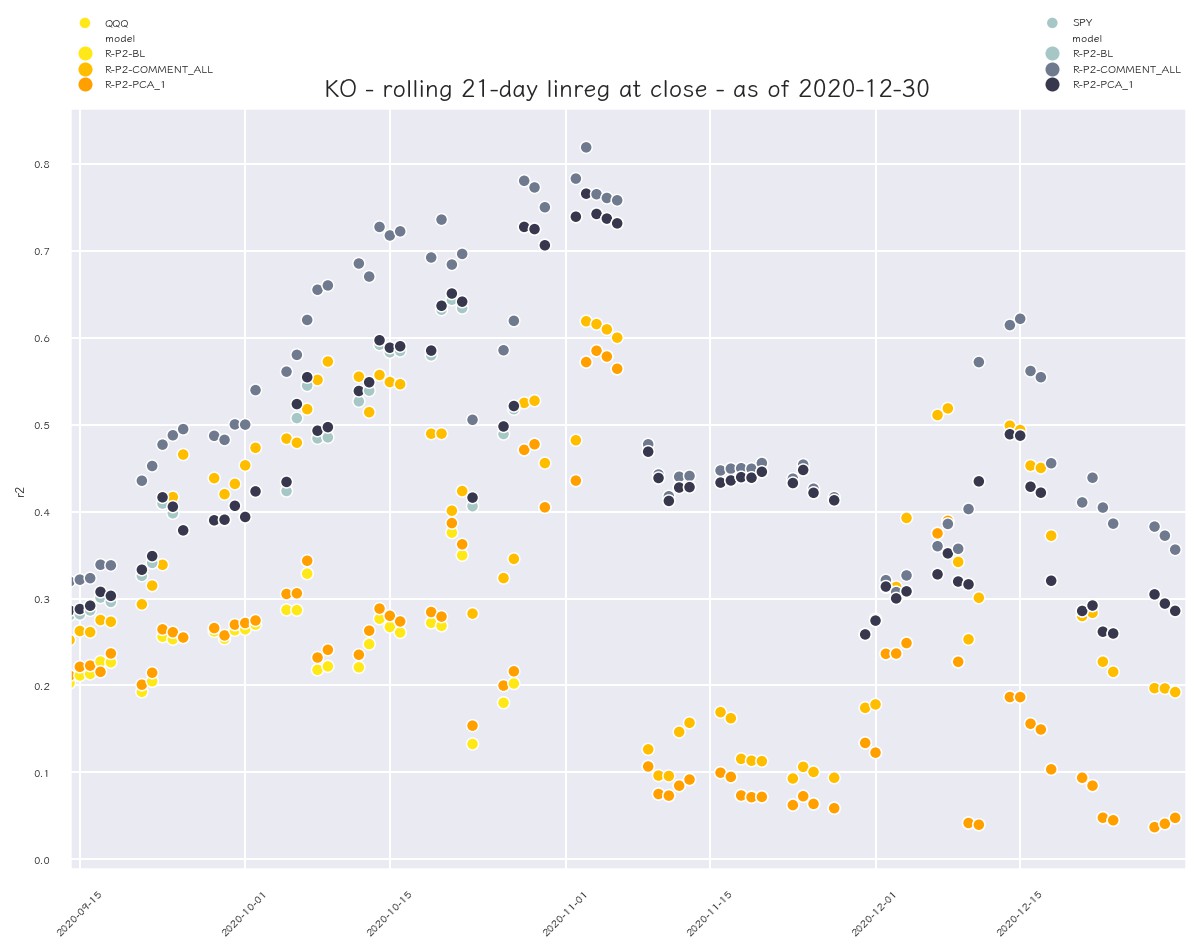 QQQ
model
R-P2-BL
R-P2-COMMENT_ALL
R-P2-PCA_1
SPY
model
R-P2-BL
R-P2-COMMENT_ALL
R-P2-PCA_1
KO - rolling 21-day linreg at close - as of 2020-12-30
0.8
0.7
0.6
0.5
0.4
0.3
0.2
0.1
0.0
r2
2020-09-15
2020-10-01
2020-10-15
2020-11-01
2020-11-15
2020-12-01
2020-12-15